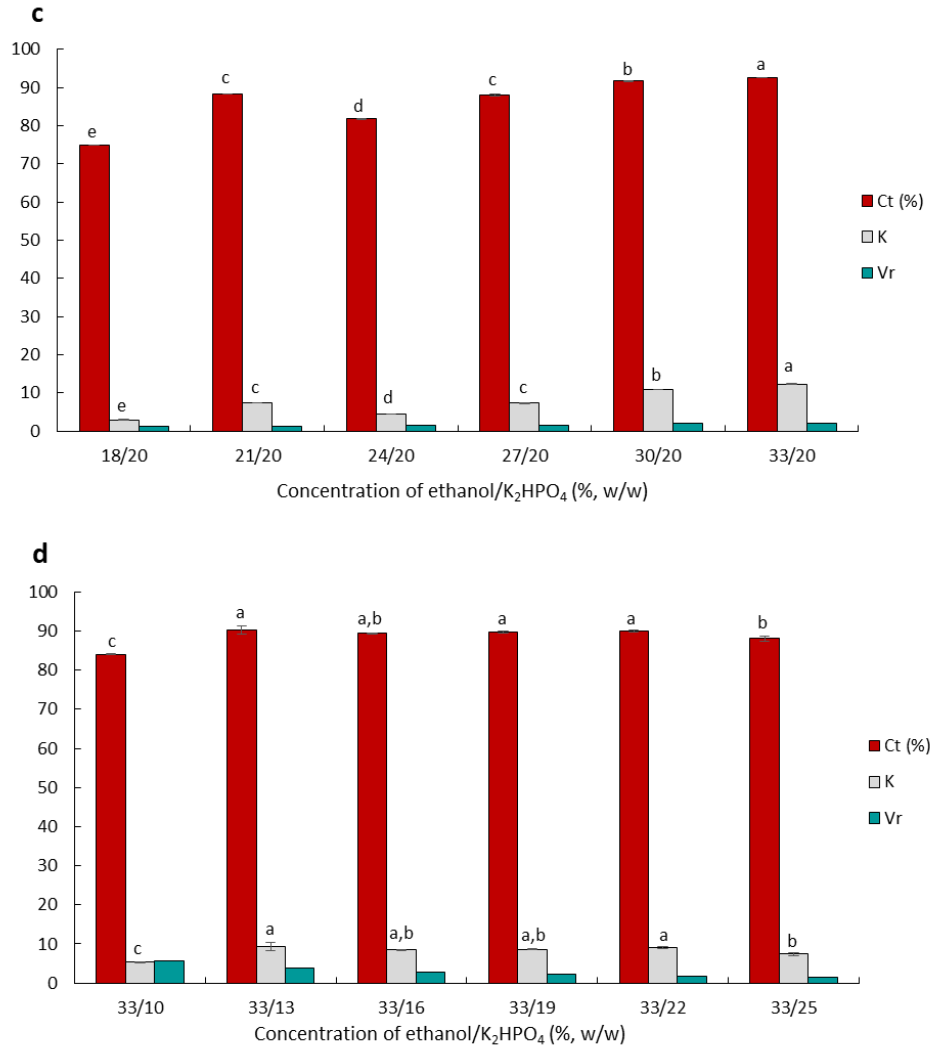 c
100
90
80
70
60
50
40
30
20
10
0
e
c
d
c
b
a
e
c
d
c
b
a
18/20
21/20
24/20
27/20
30/20
33/20
Concentration of ethanol/K₂HPO₄ (%, w/w)
Ct (%)
K
Vr
d
100
90
80
70
60
50
40
30
20
10
0
c
a
a,b
a
a
b
c
a
a,b
a,b
a
b
33/10
33/13
33/16
33/19
33/22
33/25
Concentration of ethanol/K₂HPO₄ (%, w/w)
Ct (%)
K
Vr